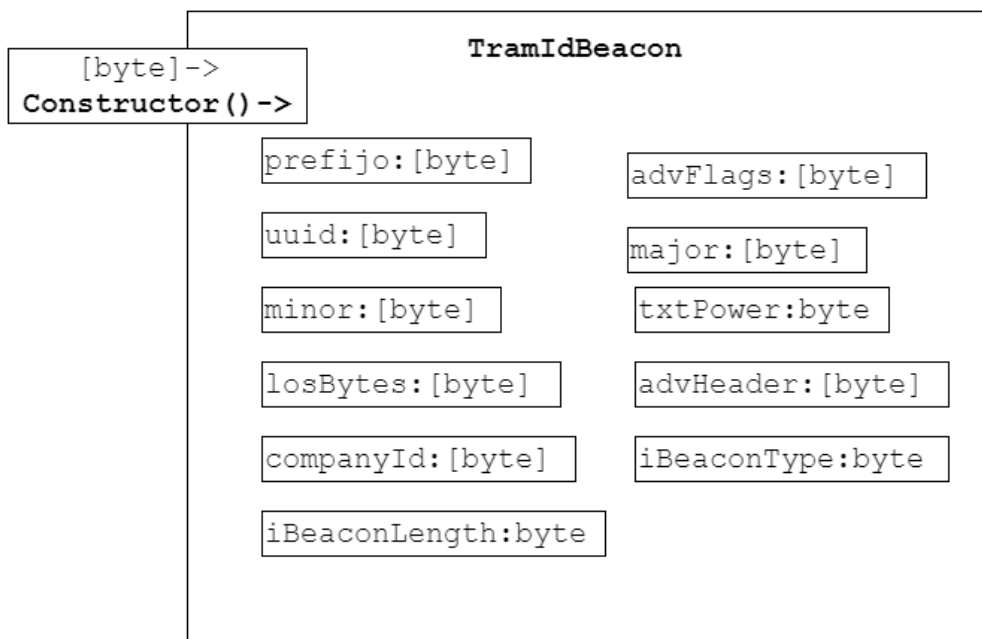 TramIdBeacon
[byte]->
Constructor()->
prefijo:[byte]
advFlags:[byte]
uuid:[byte]
major:[byte]
minor:[byte]
txtPower:byte
losBytes:[byte]
advHeader:[byte]
companyId:[byte]
iBeaconType:byte
iBeaconLength:byte